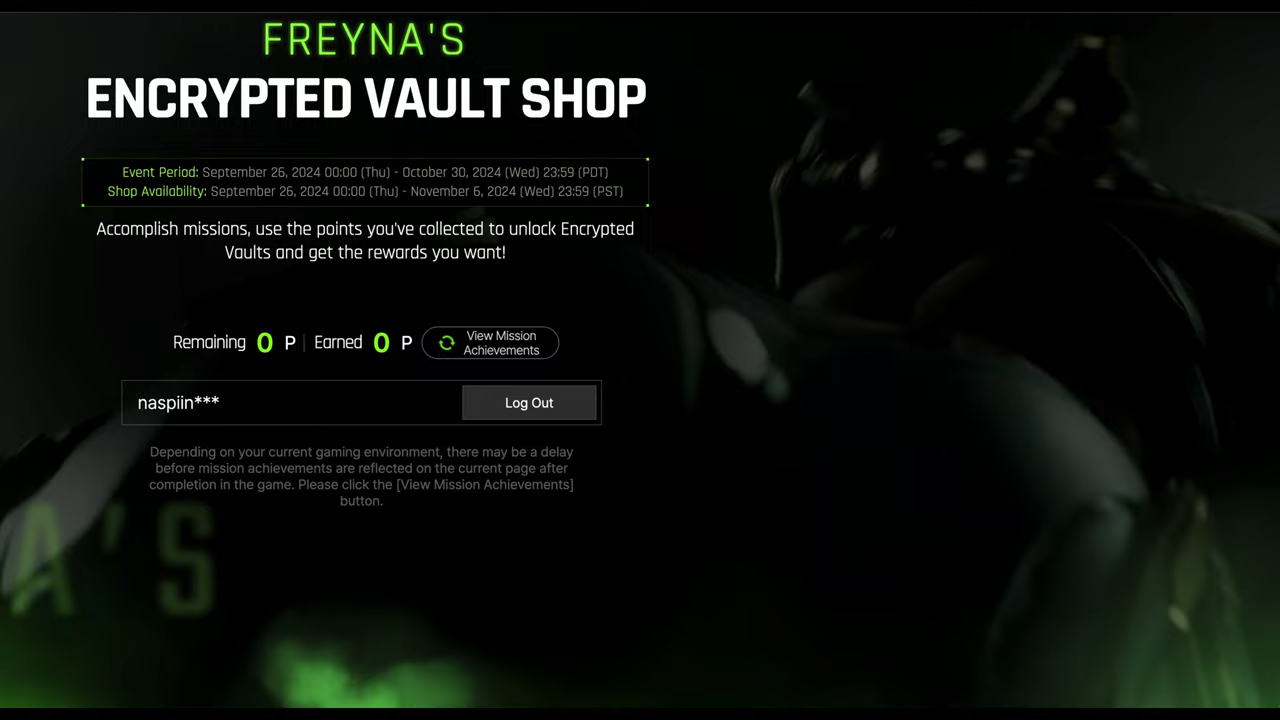 FREYNA'S
ENCRYPTED VAULT SHOP
Event Period: September 26, 2024 00:00 (Thu) - October 30, 2024 (Wed) 23:59 (PDT)
Shop Availability: September 26, 2024 00:00 (Thu) - November 6, 2024 (Wed) 23:59 (PST)
Accomplish missions, use the points you've collected to unlock Encrypted
Vaults and get the rewards you want!
Remaining 0 P | Earned 0 P View Mission
Achievements
naspiin*** Log Out
Depending on your current gaming environment, there may be a delay
before mission achievements are reflected on the current page after
completion in the game. Please click the [View Mission Achievements]
button.
A'S